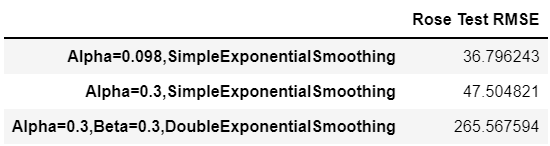 Rose Test RMSE
Alpha=0.098,SimpleExponentialSmoothing 36.796243
Alpha=0.3,SimpleExponentialSmoothing 47.504821
Alpha=0.3,Beta=0.3,DoubleExponentialSmoothing 265.567594